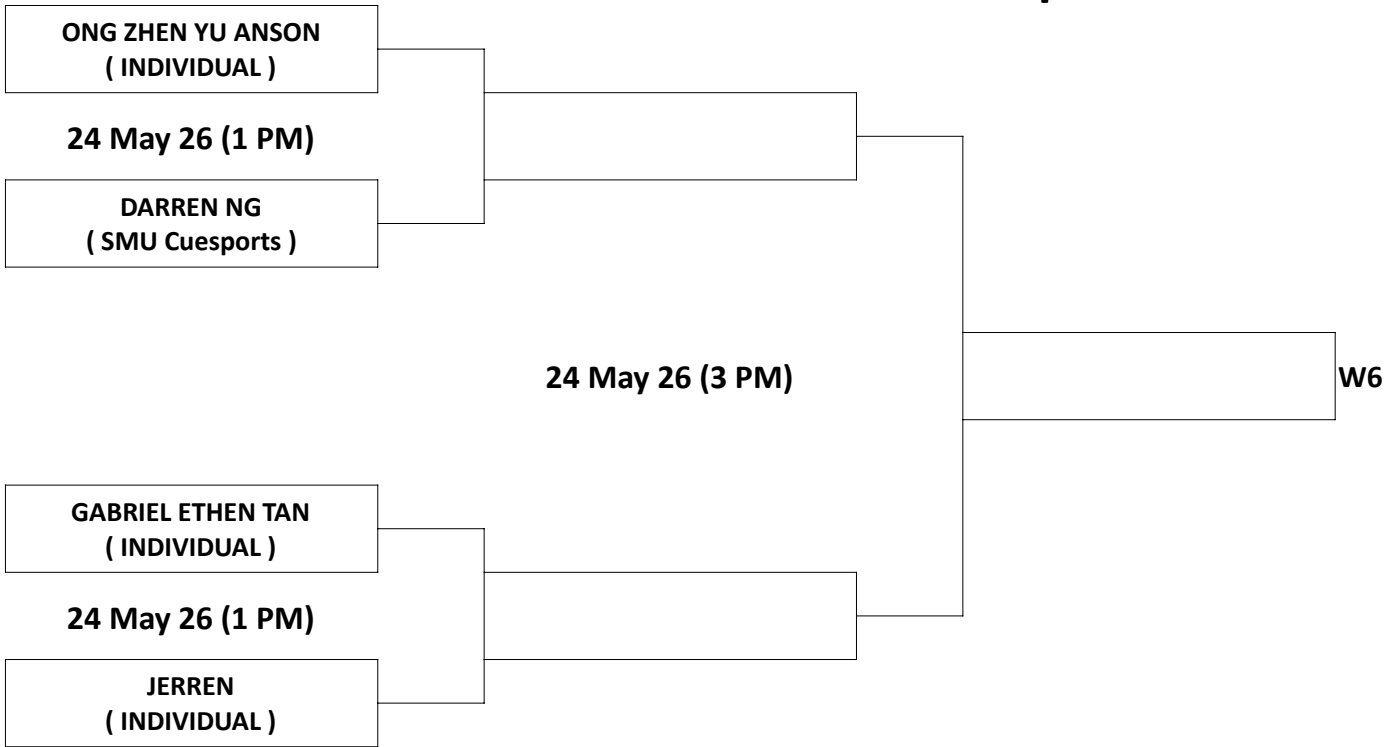 ONG ZHEN YU ANSON
( INDIVIDUAL )
24 May 26 (1 PM)
DARREN NG
( SMU Cuesports )
24 May 26 (3 PM)
W6
GABRIEL ETHEN TAN
( INDIVIDUAL )
24 May 26 (1 PM)
JERREN
( INDIVIDUAL )